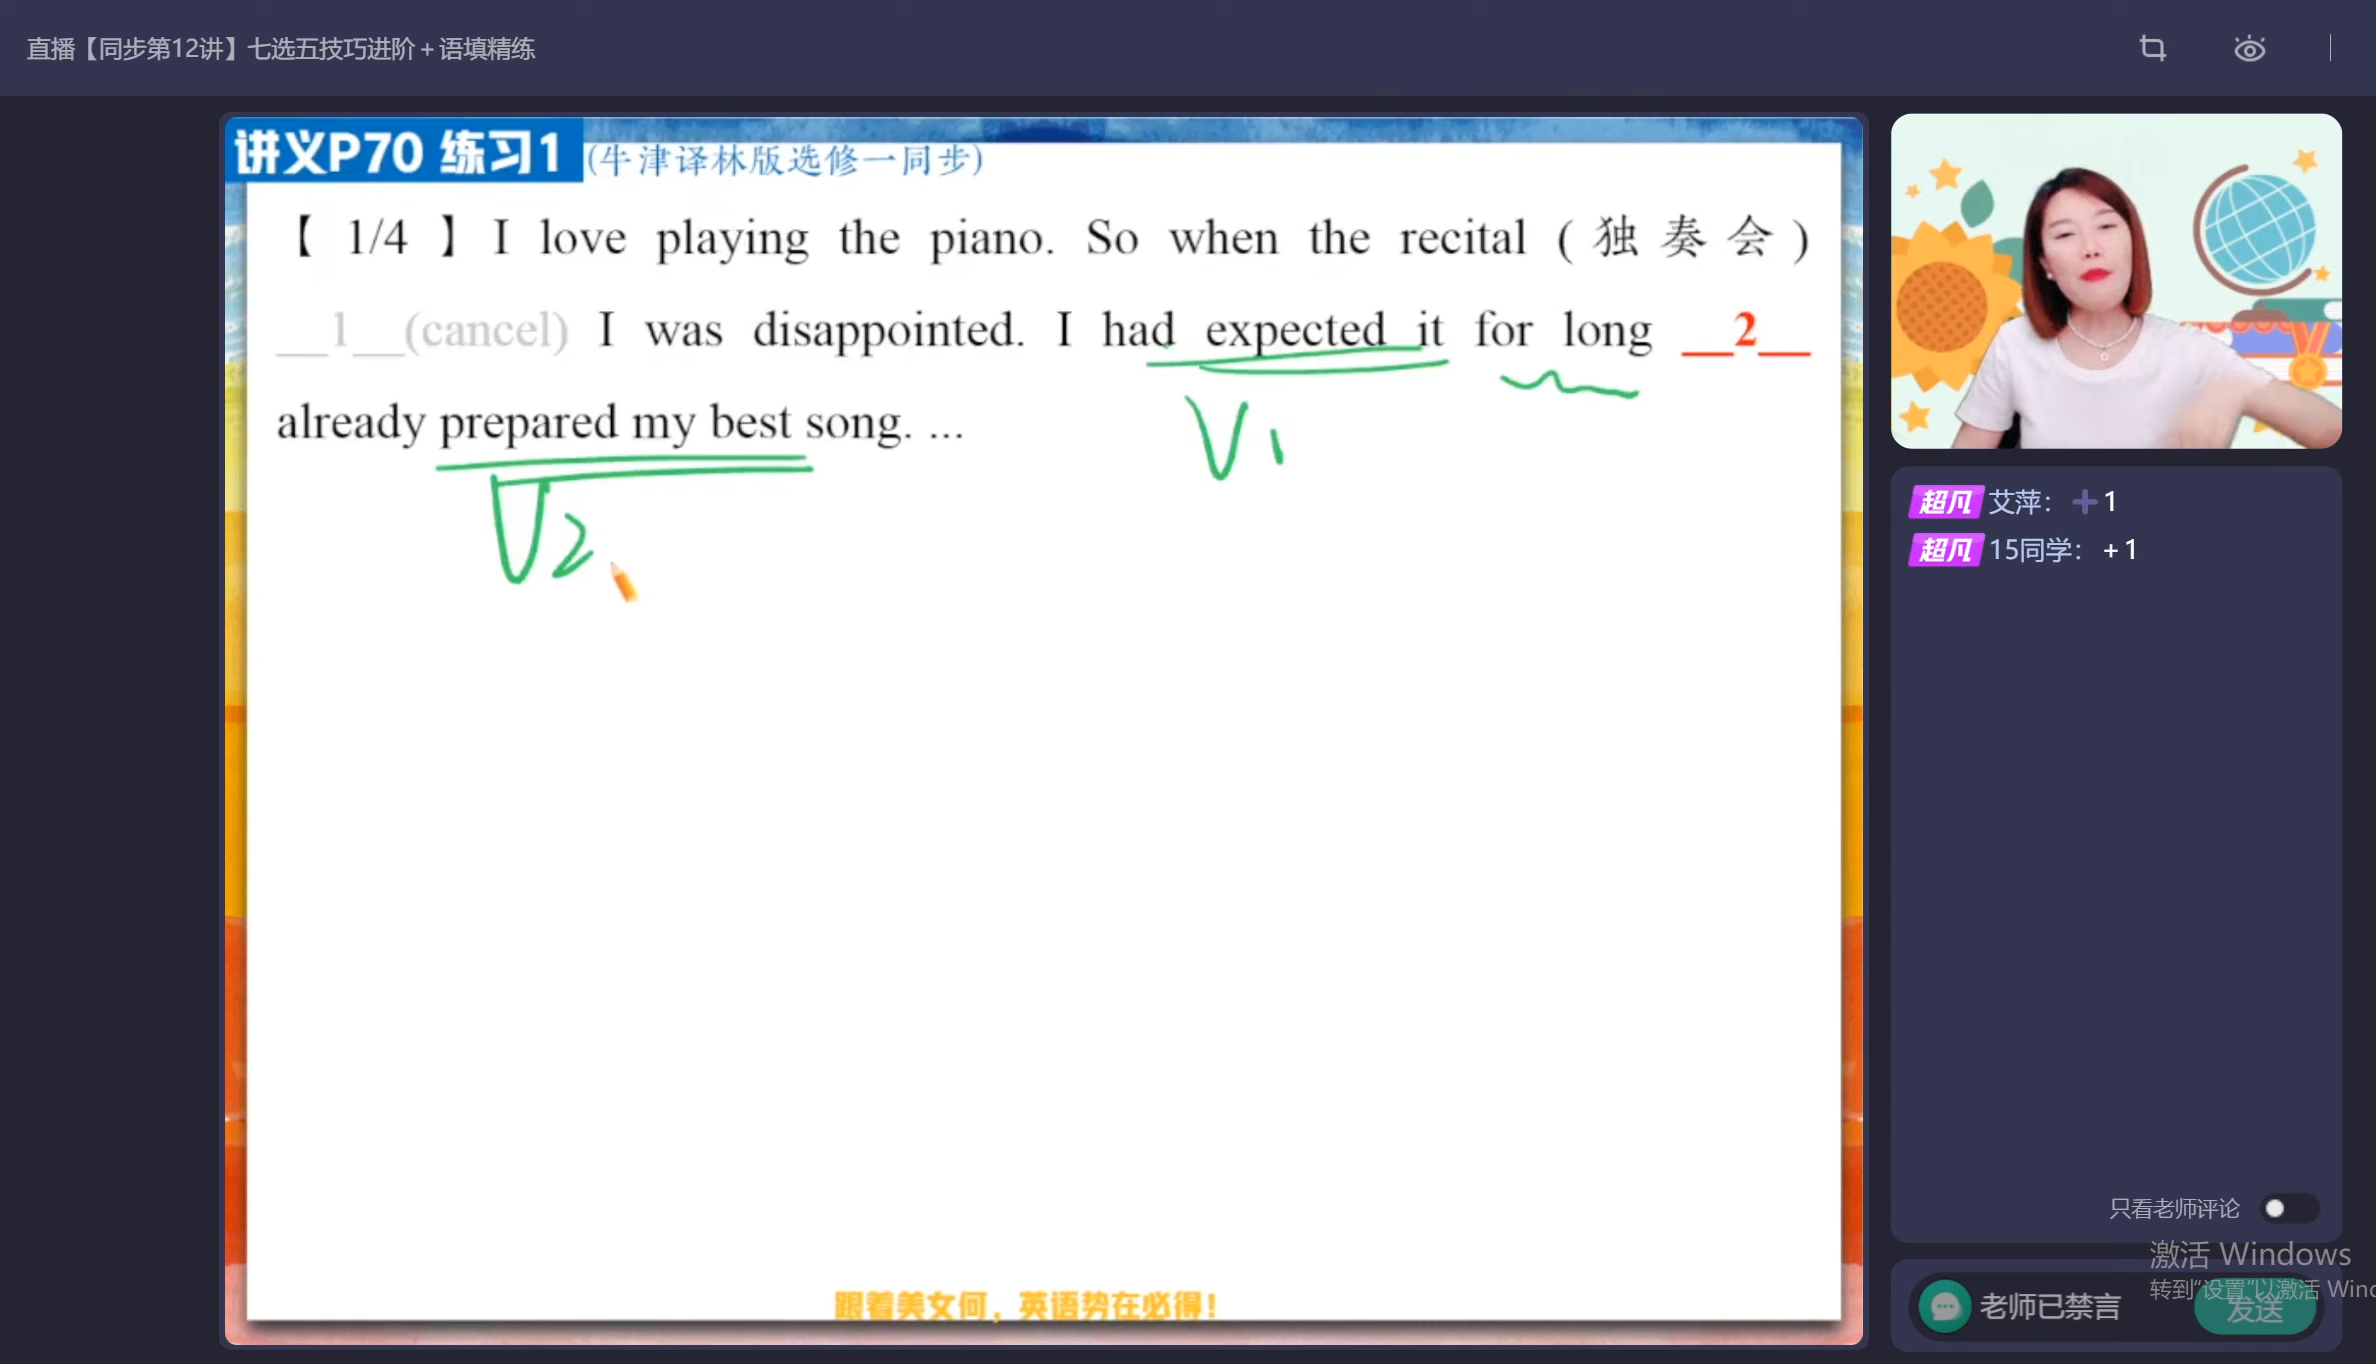 直播【同步第12讲】七选五技巧进阶＋语填精练
讲义P70 练习1 (牛津译林版选修一同步)
【 1/4 】I love playing the piano. So when the recital (独奏会)
__1__(cancel) I was disappointed. I had expected it for long __2__
already prepared my best song. ...
V1
V2
跟着美女何，英语势在必得！
超凡 艾萍： ＋1
超凡 15同学： +1
只看老师评论
激活 Windows
转到“设置”以激活 Winc
老师已禁言
发送